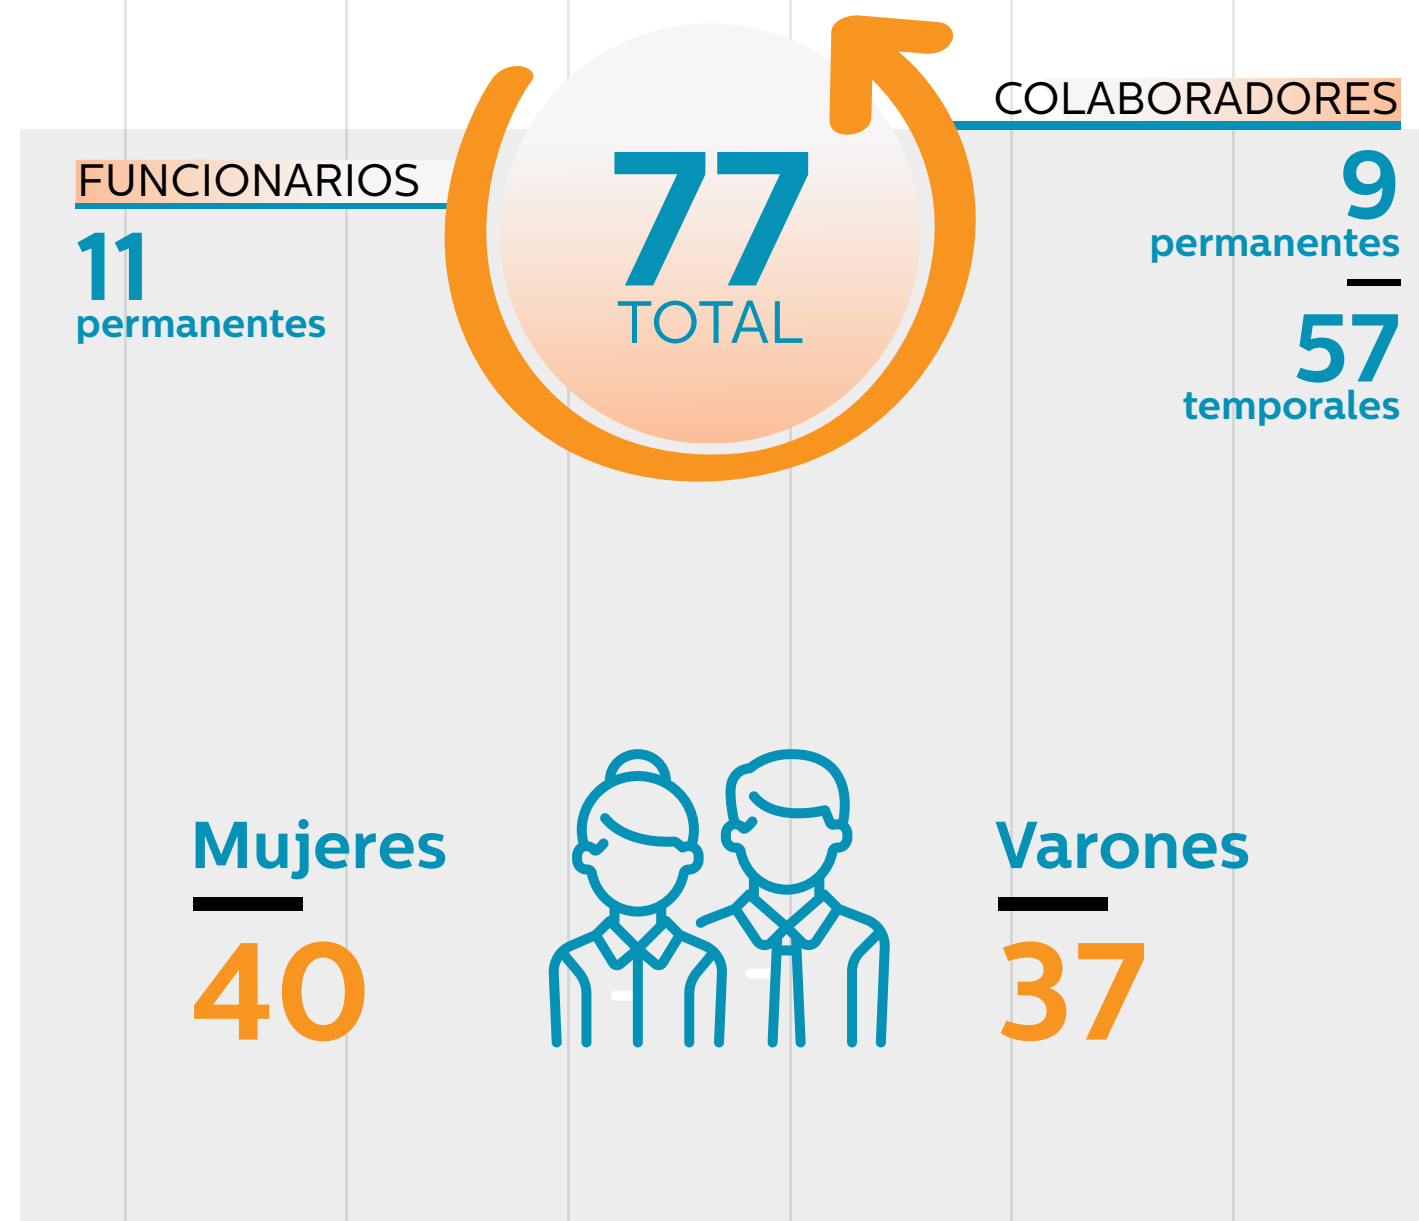 FUNCIONARIOS
11
permanentes
77
TOTAL
COLABORADORES
9
permanentes
57
temporales
Mujeres
40
Varones
37